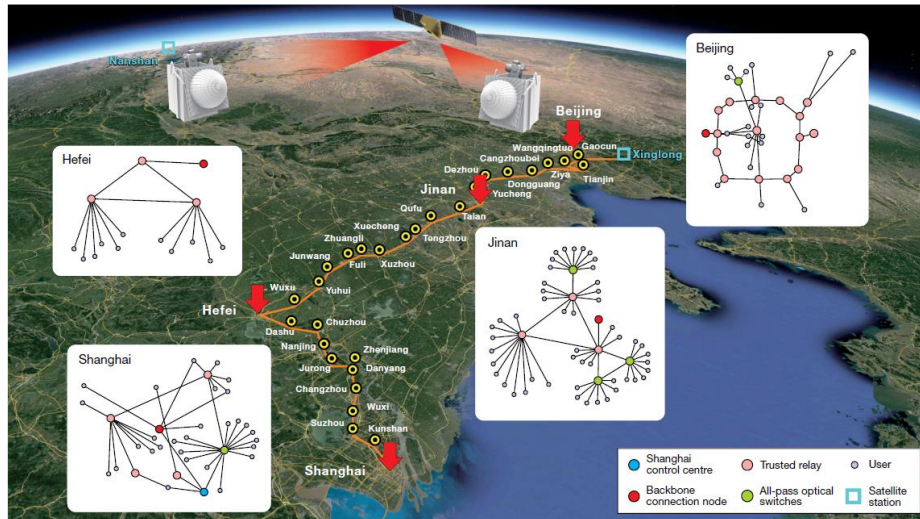 Nanshan
Beijing
Beijing
Wangqingtuo
Gaocun
Xinglong
Cangzhoubei
Dezhou
Ziya
Tianjin
Dongguang
Hefei
Jinan
Yucheng
Qufu
Taian
Xuecheng
Tengzhou
Zhuangli
Jinan
Junwang
Fuli
Xuzhou
Wuxu
Yuhui
Hefei
Chuzhou
Dashu
Nanjing
Zhenjiang
Shanghai
Jurong
Danyang
Changzhou
Wuxi
Suzhou
Kunshan
Shanghai
Shanghai
control centre
Trusted relay
User
Backbone
connection node
All-pass optical
switches
Satellite
station